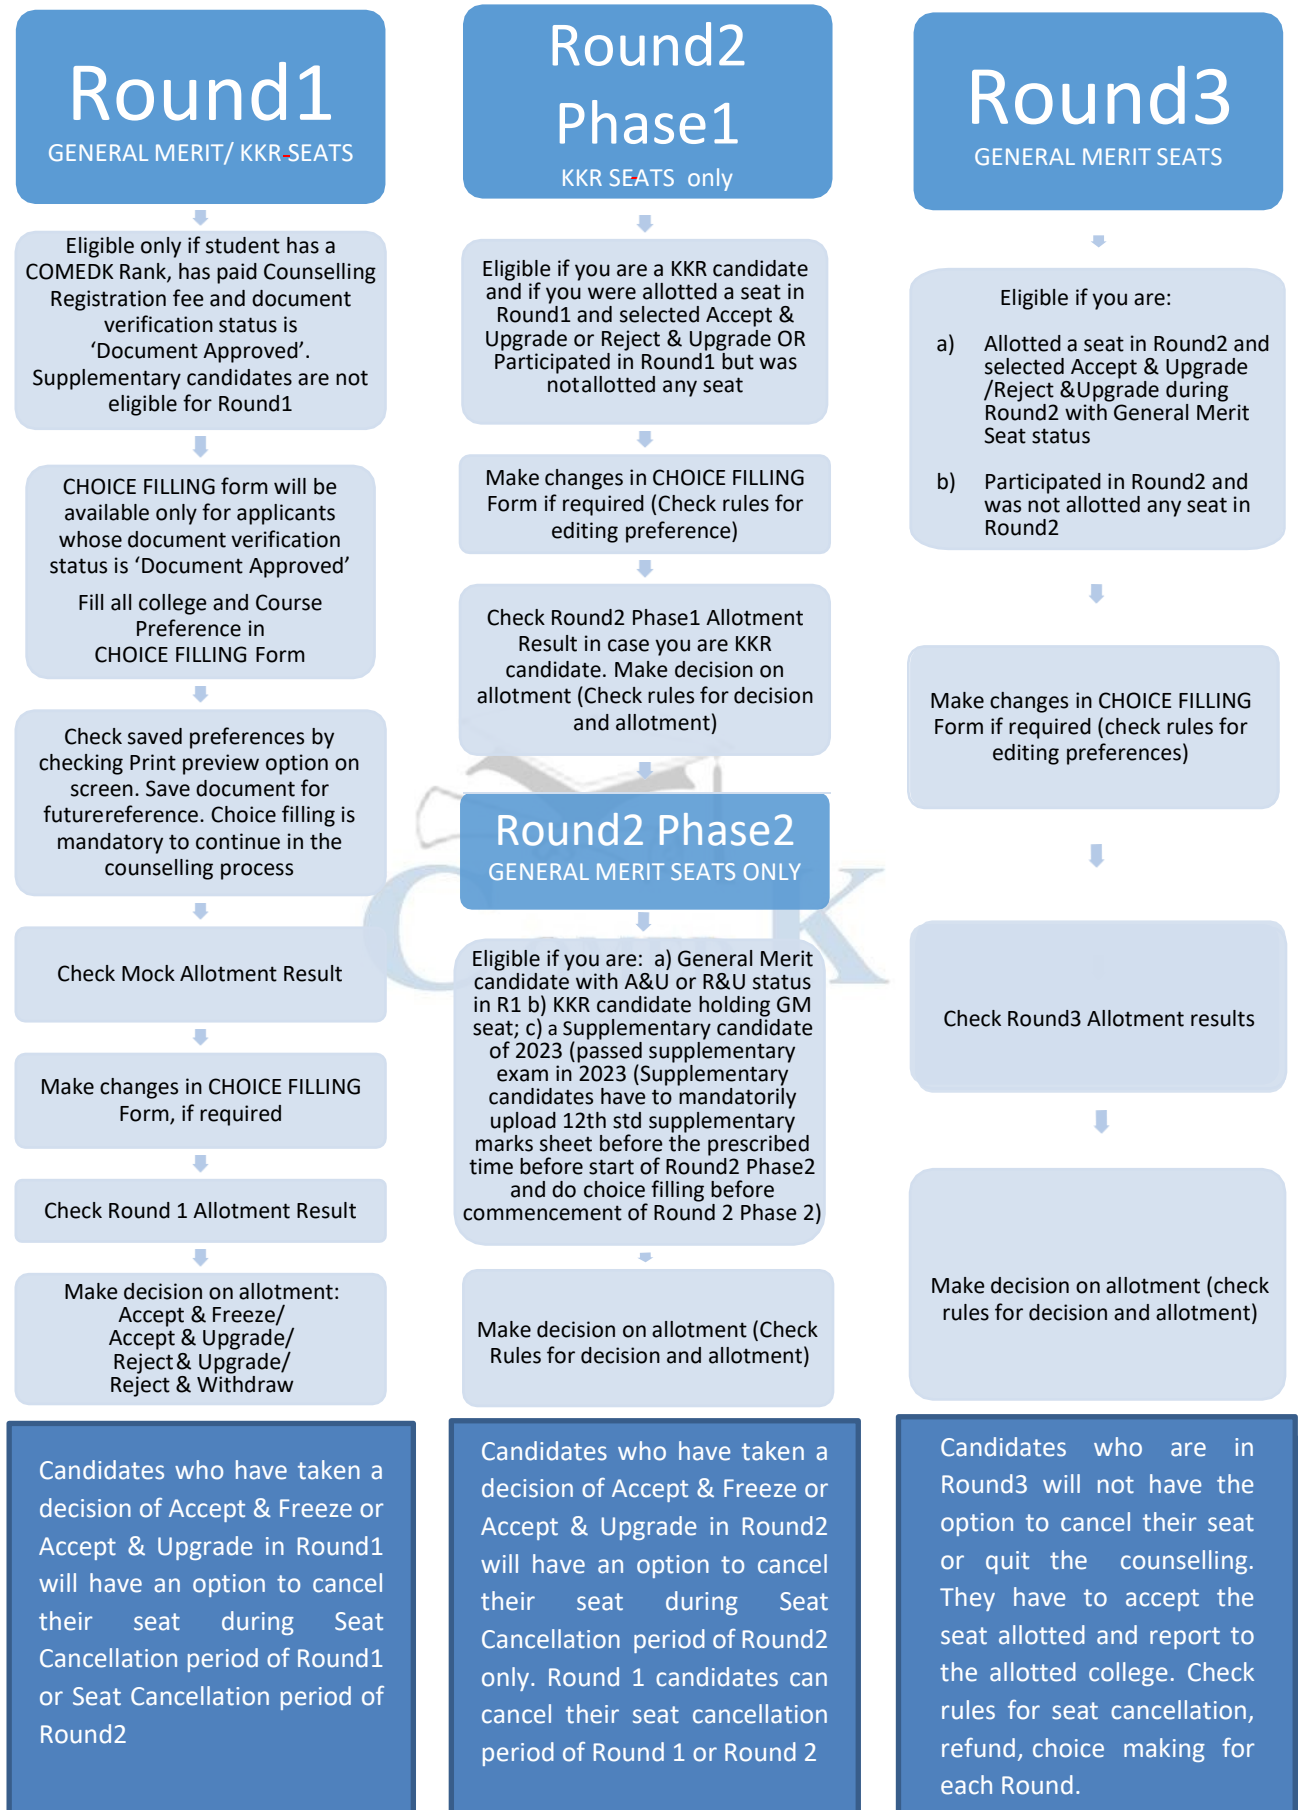 Round1
GENERAL MERIT/ KKR-SEATS
Eligible only if student has a
COMEDK Rank, has paid Counselling
Registration fee and document
verification status is
‘Document Approved’.
Supplementary candidates are not
eligible for Round1
CHOICE FILLING form will be
available only for applicants
whose document verification
status is ‘Document Approved’
Fill all college and Course
Preference in
CHOICE FILLING Form
Check saved preferences by
checking Print preview option on
screen. Save document for
futurereference. Choice filling is
mandatory to continue in the
counselling process
Check Mock Allotment Result
Make changes in CHOICE FILLING
Form, if required
Check Round 1 Allotment Result
Make decision on allotment:
Accept & Freeze/
Accept & Upgrade/
Reject & Upgrade/
Reject & Withdraw
Candidates who have taken a
decision of Accept & Freeze or
Accept & Upgrade in Round1
will have an option to cancel
their seat during Seat
Cancellation period of Round1
or Seat Cancellation period of
Round2
Round2
Phase1
KKR SE-ATS only
Eligible if you are a KKR candidate
and if you were allotted a seat in
Round1 and selected Accept &
Upgrade or Reject & Upgrade OR
Participated in Round1 but was
notallotted any seat
Make changes in CHOICE FILLING
Form if required (Check rules for
editing preference)
Check Round2 Phase1 Allotment
Result in case you are KKR
candidate. Make decision on
allotment (Check rules for decision
and allotment)
Round2 Phase2
GENERAL MERIT SEATS ONLY
Eligible if you are: a) General Merit
candidate with A&U or R&U status
in R1 b) KKR candidate holding GM
seat; c) a Supplementary candidate
of 2023 (passed supplementary
exam in 2023 (Supplementary
candidates have to mandatorily
upload 12th std supplementary
marks sheet before the prescribed
time before start of Round2 Phase2
and do choice filling before
commencement of Round 2 Phase 2)
Make decision on allotment (Check
Rules for decision and allotment)
Candidates who have taken a
decision of Accept & Freeze or
Accept & Upgrade in Round2
will have an option to cancel
their seat during Seat
Cancellation period of Round2
only. Round 1 candidates can
cancel their seat cancellation
period of Round 1 or Round 2
Round3
GENERAL MERIT SEATS
Eligible if you are:
a) Allotted a seat in Round2 and
selected Accept & Upgrade
/Reject &Upgrade during
Round2 with General Merit
Seat status
b) Participated in Round2 and
was not allotted any seat in
Round2
Make changes in CHOICE FILLING
Form if required (check rules for
editing preferences)
Check Round3 Allotment results
Make decision on allotment (check
rules for decision and allotment)
Candidates who are in
Round3 will not have the
option to cancel their seat
or quit the counselling.
They have to accept the
seat allotted and report to
the allotted college. Check
rules for seat cancellation,
refund, choice making for
each Round.